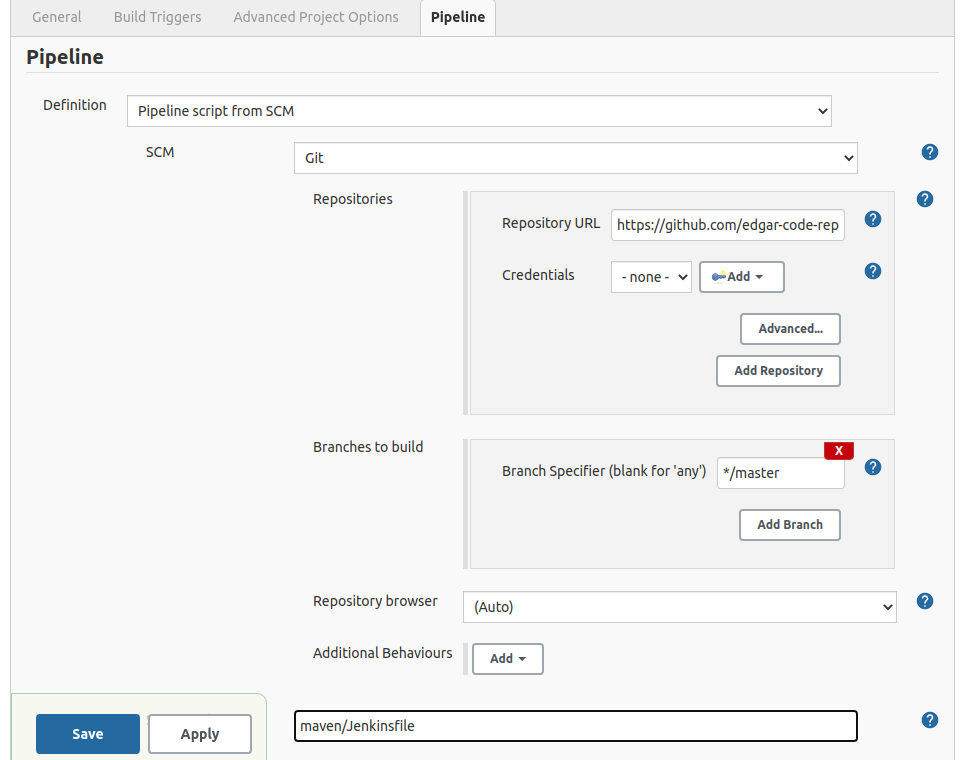 General Build Triggers Advanced Project Options Pipeline
Pipeline
Definition Pipeline script from SCM
SCM Git ?
Repositories ?
Repository URL https://github.com/edgar-code-rep ?
Credentials - none - Add ?
Advanced...
Add Repository
Branches to build
X
Branch Specifier (blank for 'any') */master ?
Add Branch
Repository browser (Auto) ?
Additional Behaviours Add
maven/Jenkinsfile ?
Save Apply